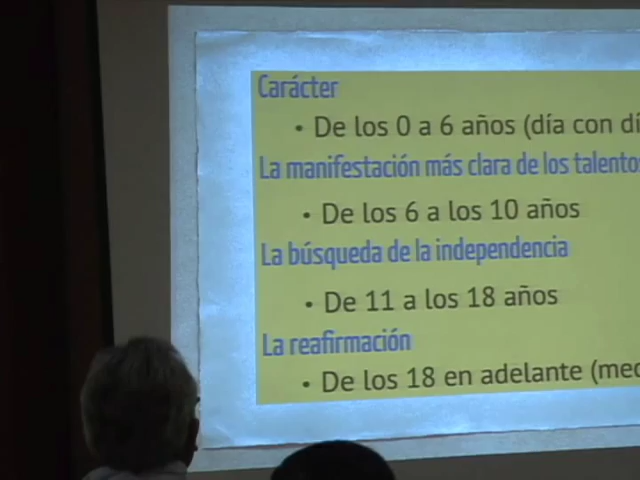 Carácter
• De los 0 a 6 años (día con
La manifestación más clara de los talentos
• De los 6 a los 10 años
La búsqueda de la independencia
• De 11 a los 18 años
La reafirmación
• De los 18 en adelante